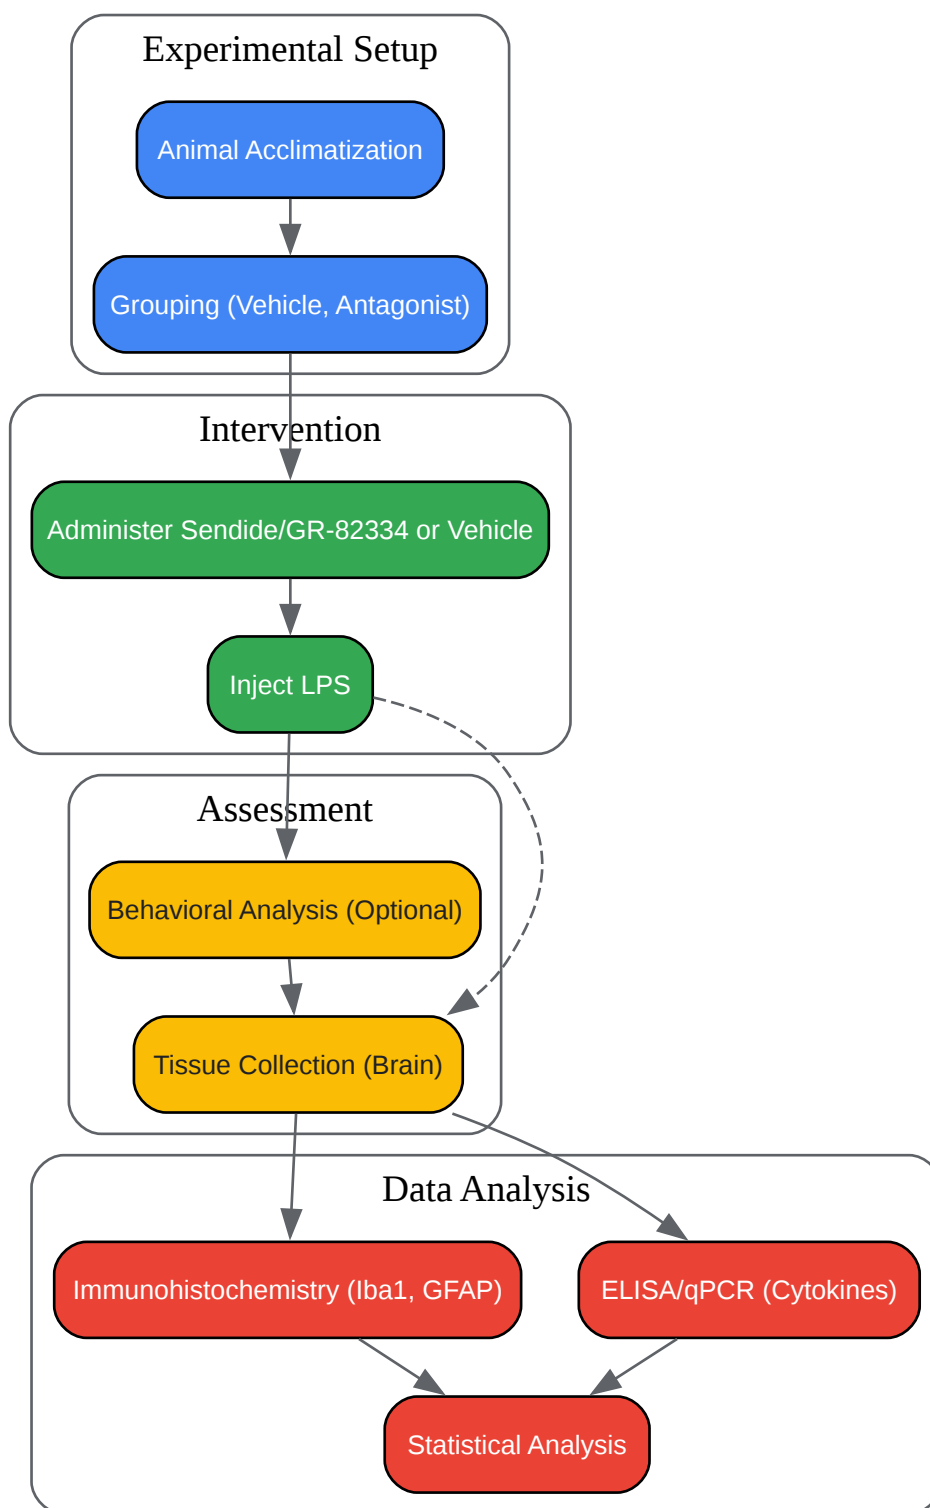 Experimental Setup
Animal Acclimatization
Grouping (Vehicle, Antagonist)
Intervention
Administer Sendide/GR-82334 or Vehicle
Inject LPS
Assessment
Behavioral Analysis (Optional)
Tissue Collection (Brain)
Data Analysis
Immunohistochemistry (Iba1, GFAP)
ELISA/qPCR (Cytokines)
Statistical Analysis